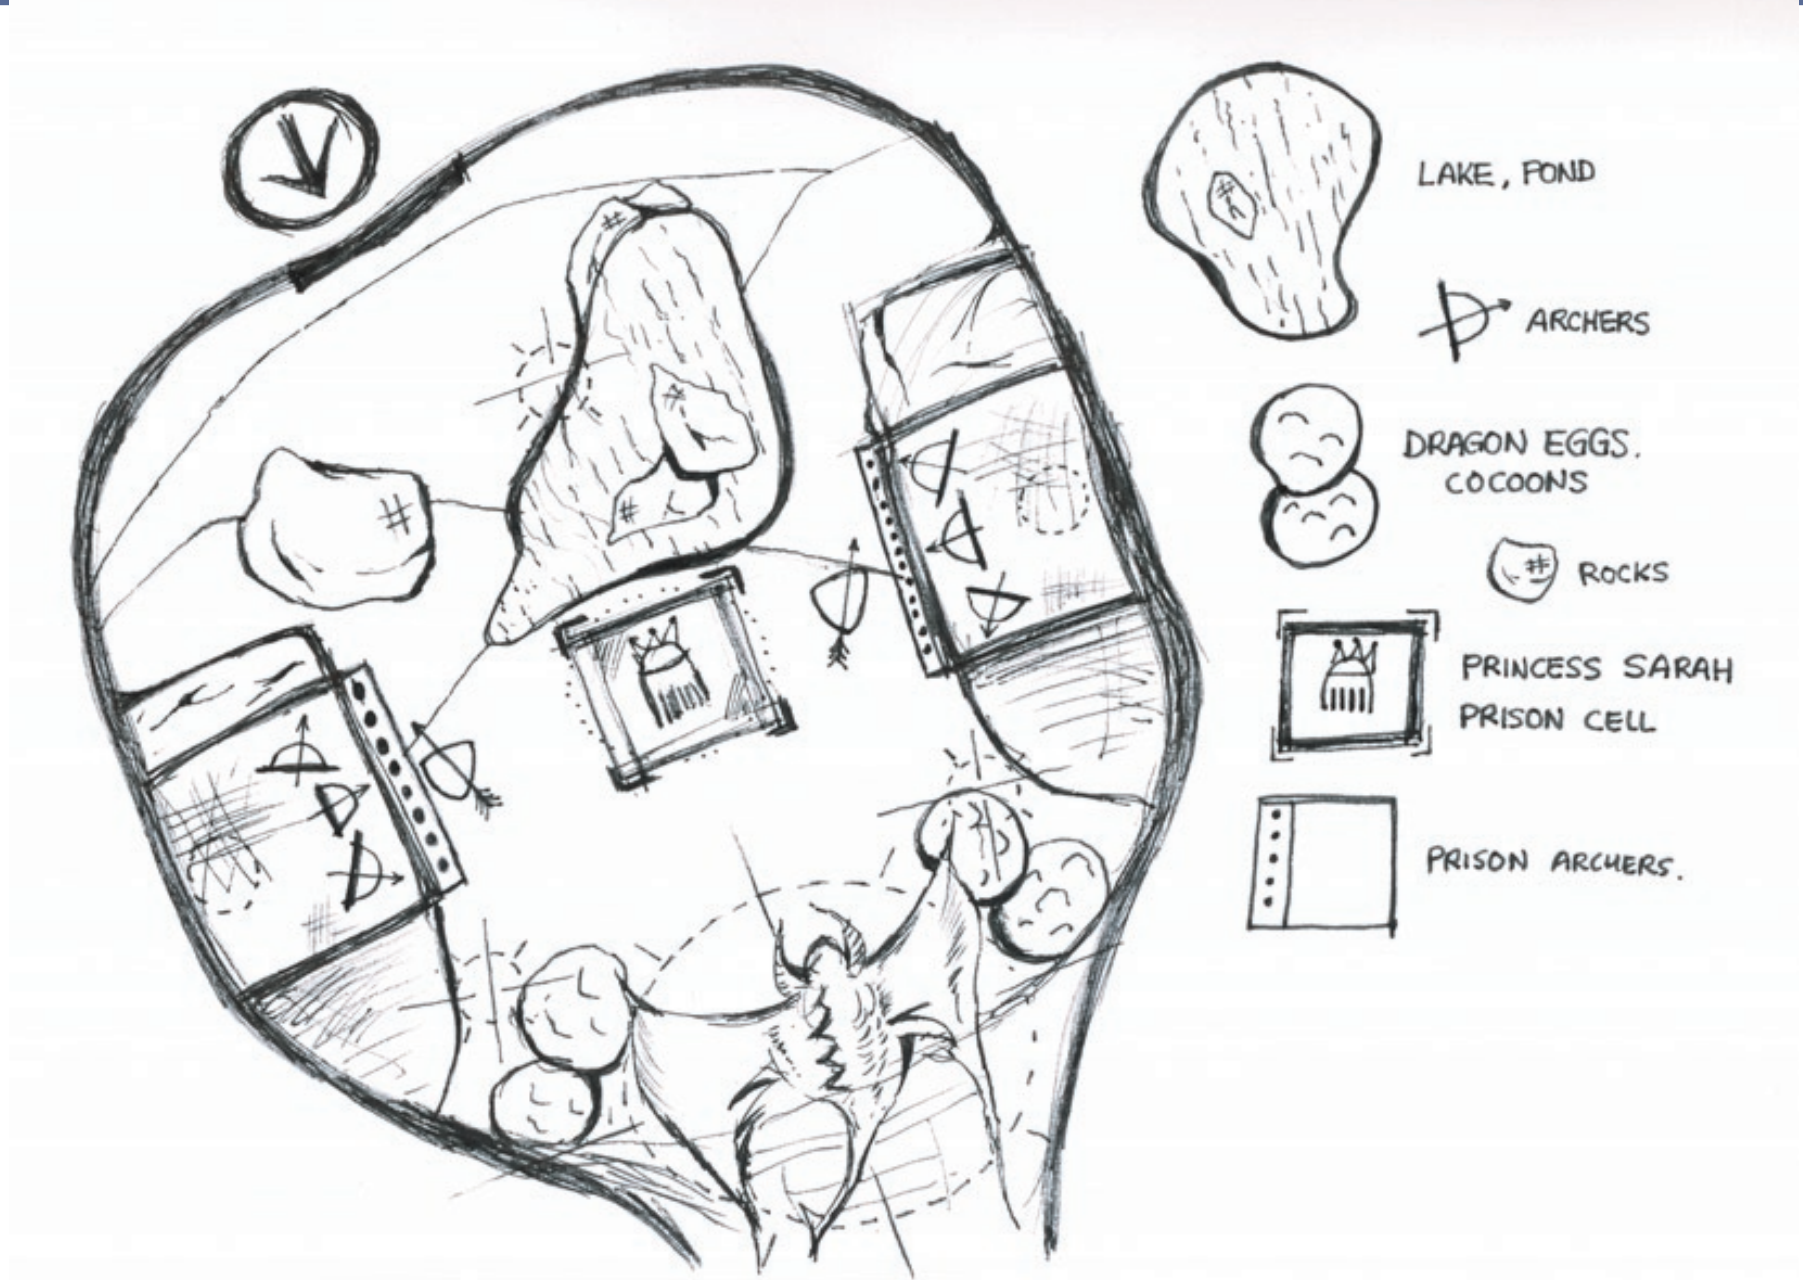 LAKE, POND
ARCHERS
DRAGON EGGS.
COCOONS
ROCKS
PRINCESS SARAH
PRISON CELL
PRISON ARCHERS.